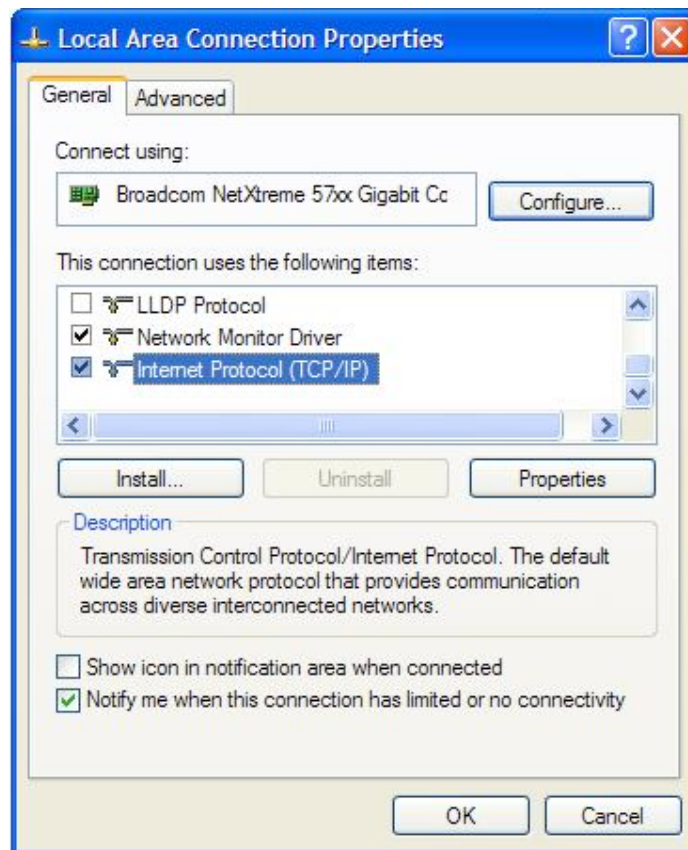 Local Area Connection Properties
General Advanced
Connect using:
Broadcom NetXtreme 57xx Gigabit Cc Configure...
This connection uses the following items:
LLDP Protocol
Network Monitor Driver
Internet Protocol (TCP/IP)
Install... Uninstall Properties
Description
Transmission Control Protocol/Internet Protocol. The default
wide area network protocol that provides communication
across diverse interconnected networks.
Show icon in notification area when connected
Notify me when this connection has limited or no connectivity
OK Cancel